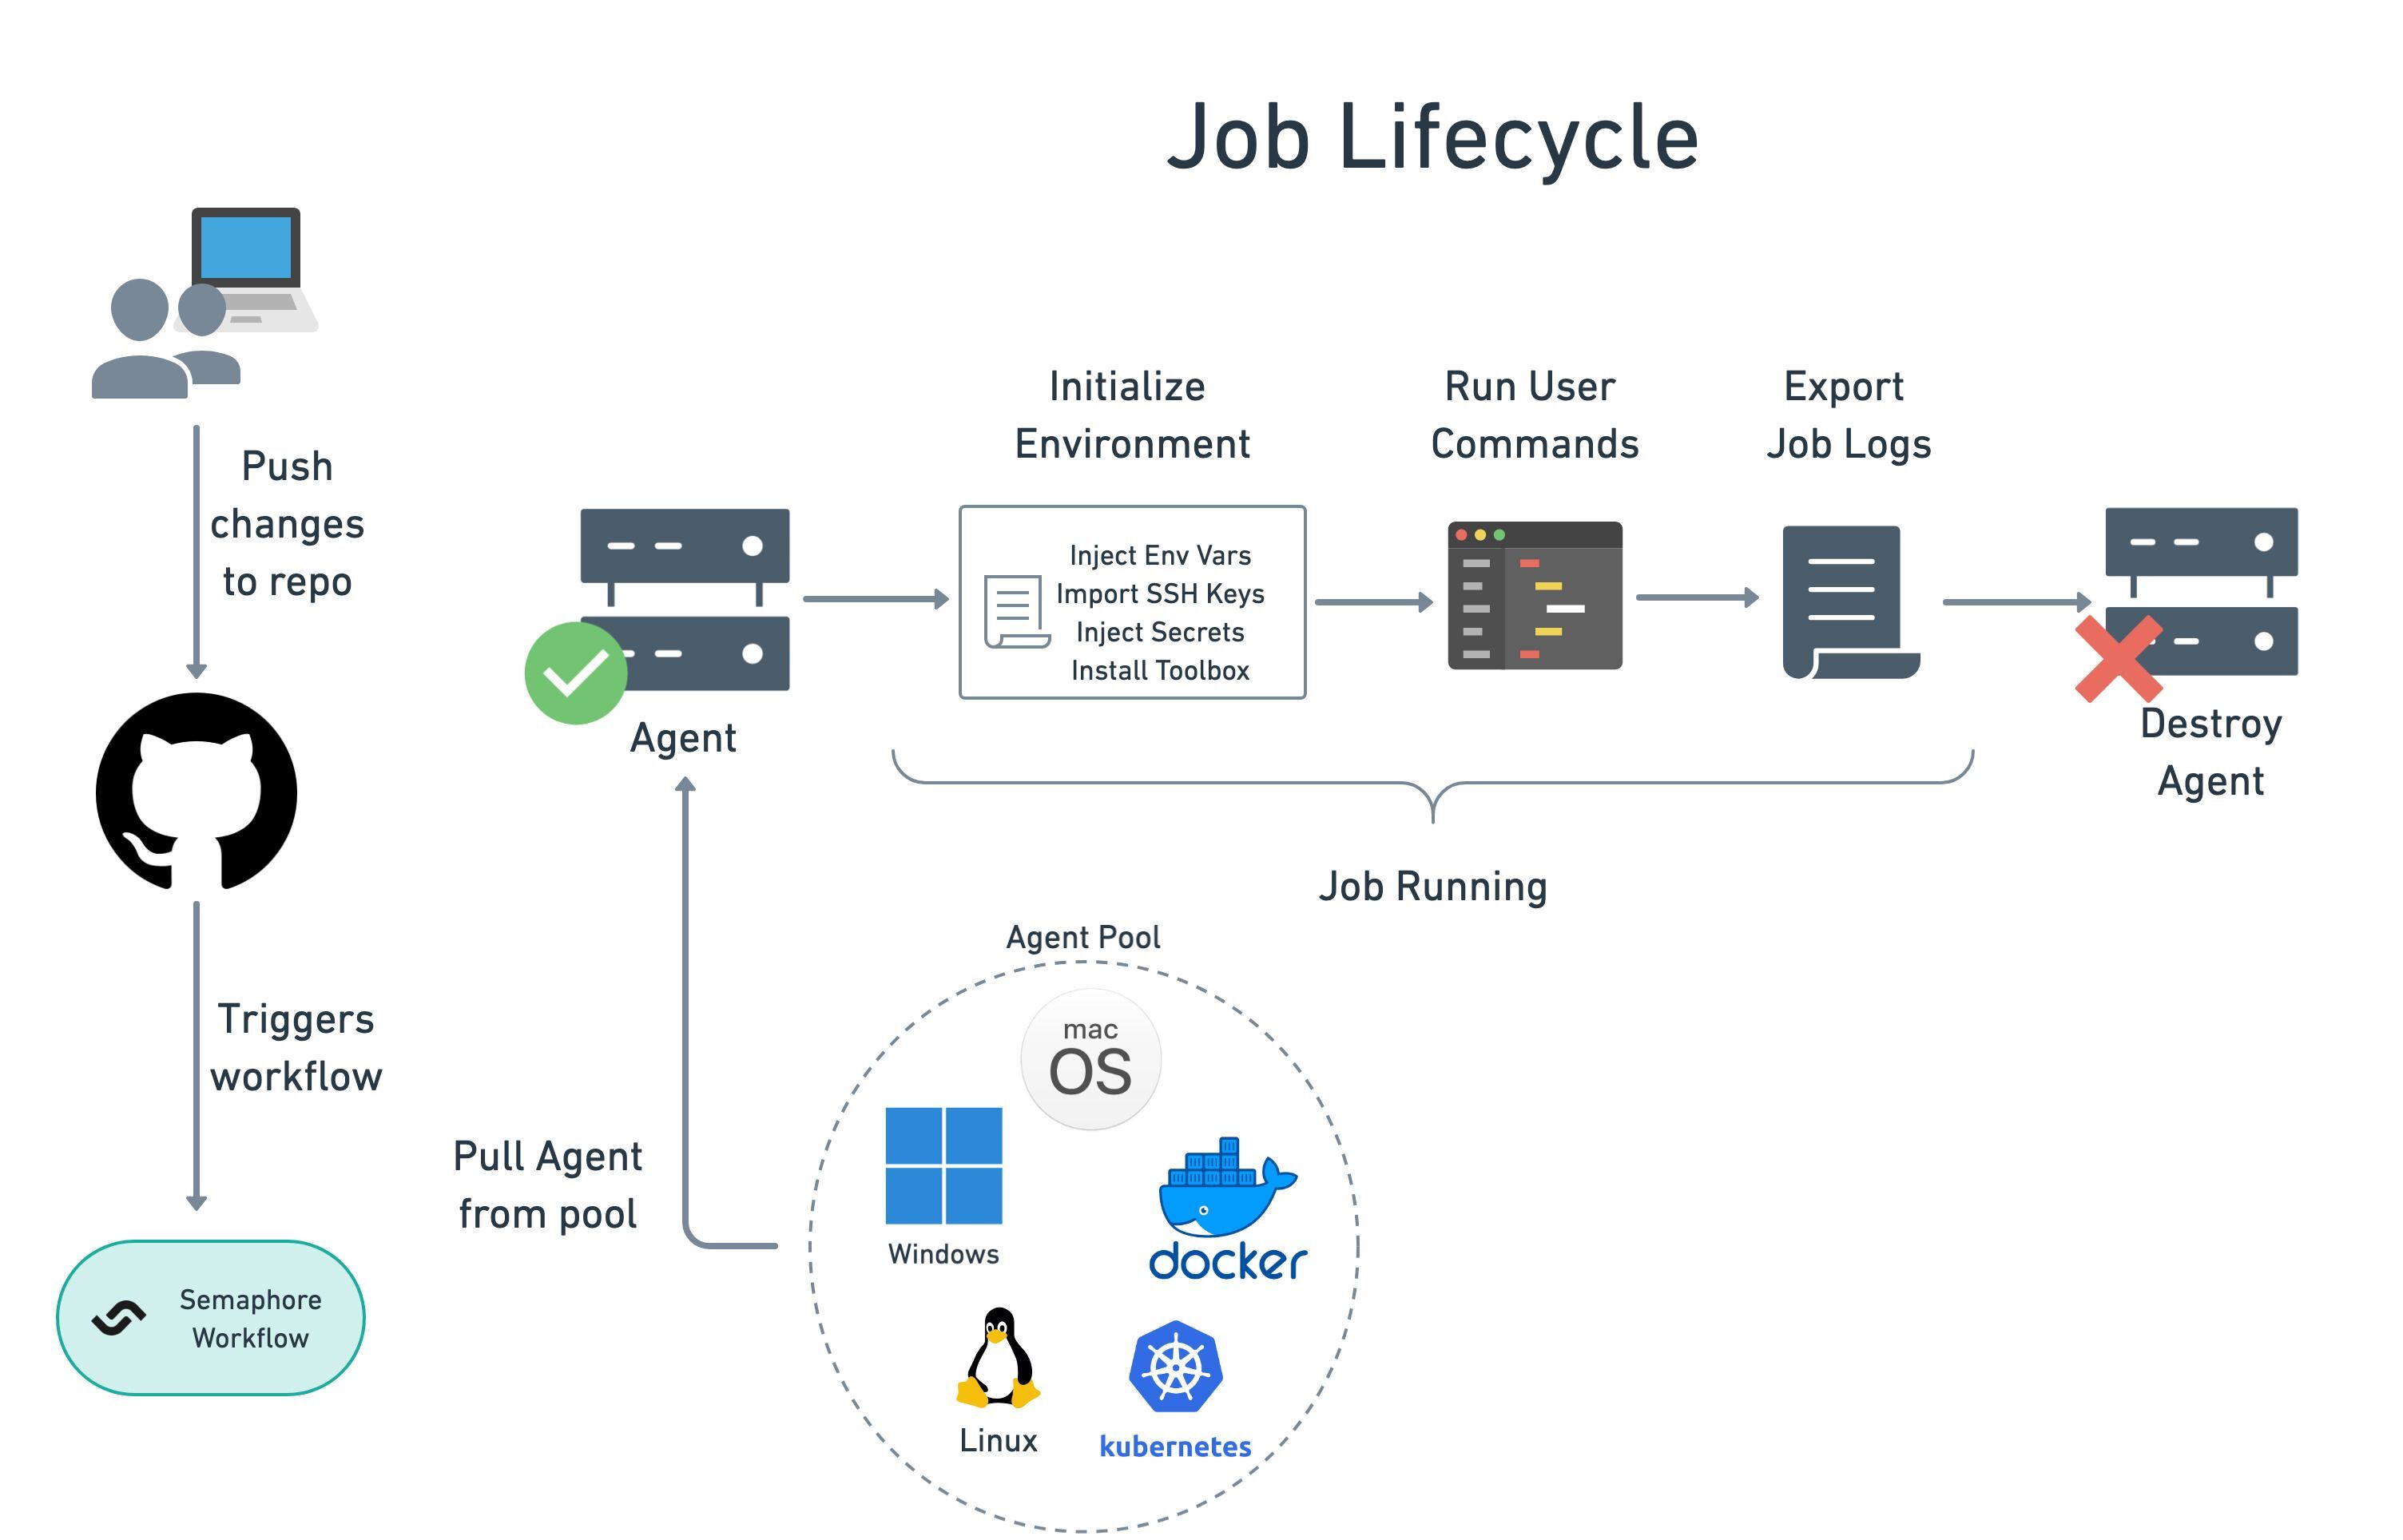 Job Lifecycle
Push
changes
to repo
Triggers
workflow
Semaphore
Workflow
Pull Agent
from pool
Agent
Initialize
Environment
Inject Env Vars
Import SSH Keys
Inject Secrets
Install Toolbox
Run User
Commands
Export
Job Logs
Destroy
Agent
Job Running
Agent Pool
mac
OS
Windows
docker
Linux
kubernetes